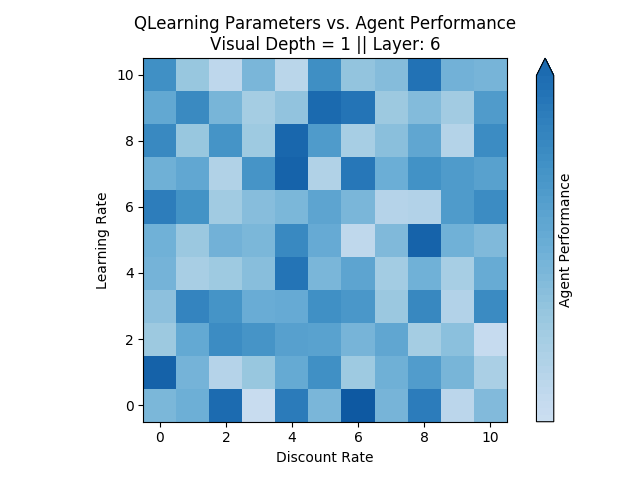 QLearning Parameters vs. Agent Performance
Visual Depth = 1 || Layer: 6
10
8
6
4
2
0
Learning Rate
0 2 4 6 8 10
Discount Rate
Agent Performance